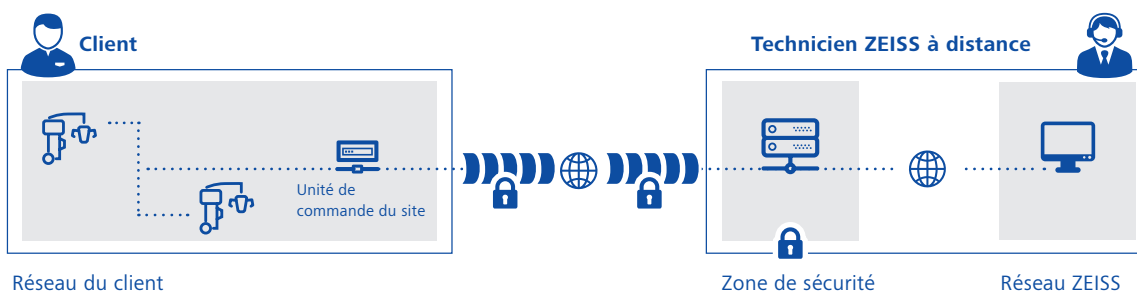 Client
Technicien ZEISS à distance
Unité de
commande du site
Réseau du client
Zone de sécurité
Réseau ZEISS